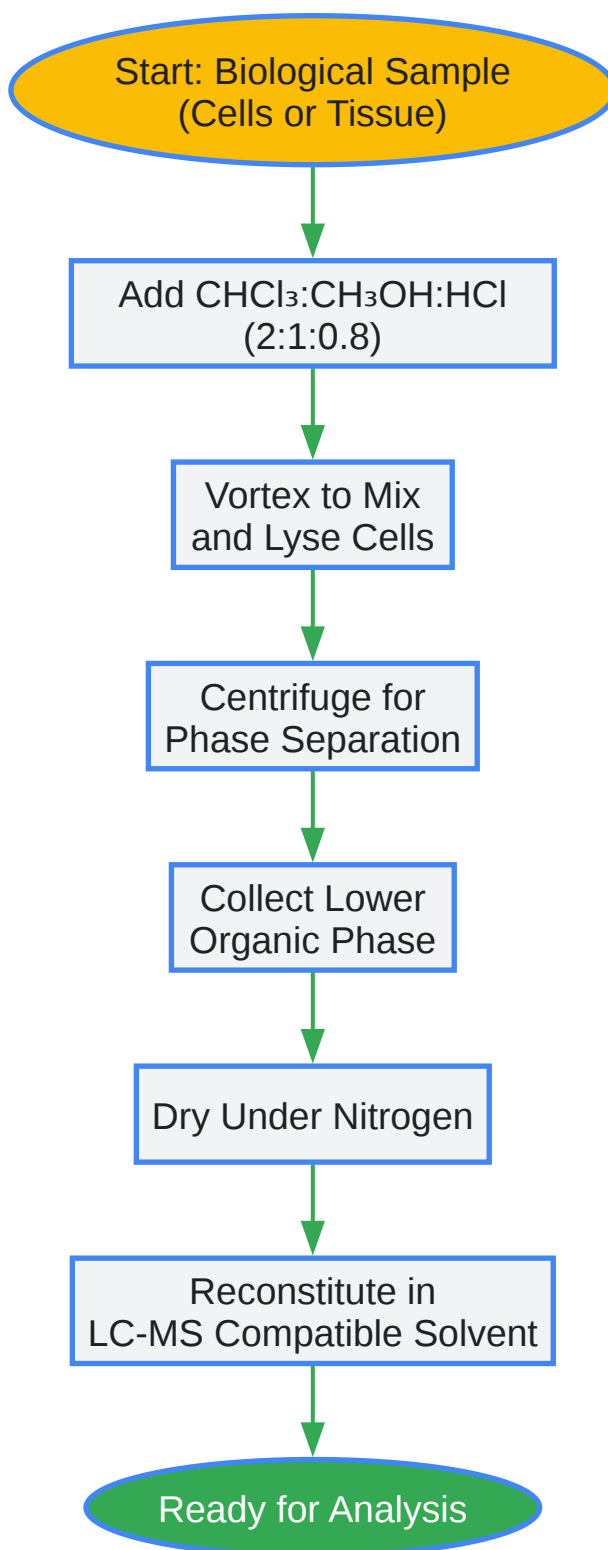 Start: Biological Sample
(Cells or Tissue)
Add CHCl₃:CH₃OH:HCl
(2:1:0.8)
Vortex to Mix
and Lyse Cells
Centrifuge for
Phase Separation
Collect Lower
Organic Phase
Dry Under Nitrogen
Reconstitute in
LC-MS Compatible Solvent
Ready for Analysis